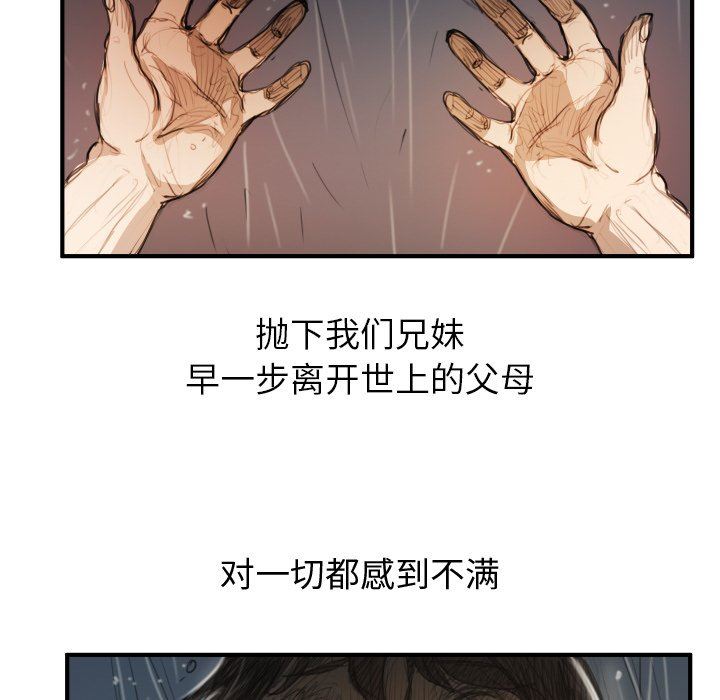 抛下我们兄妹
早一步离开世上的父母
对一切都感到不满